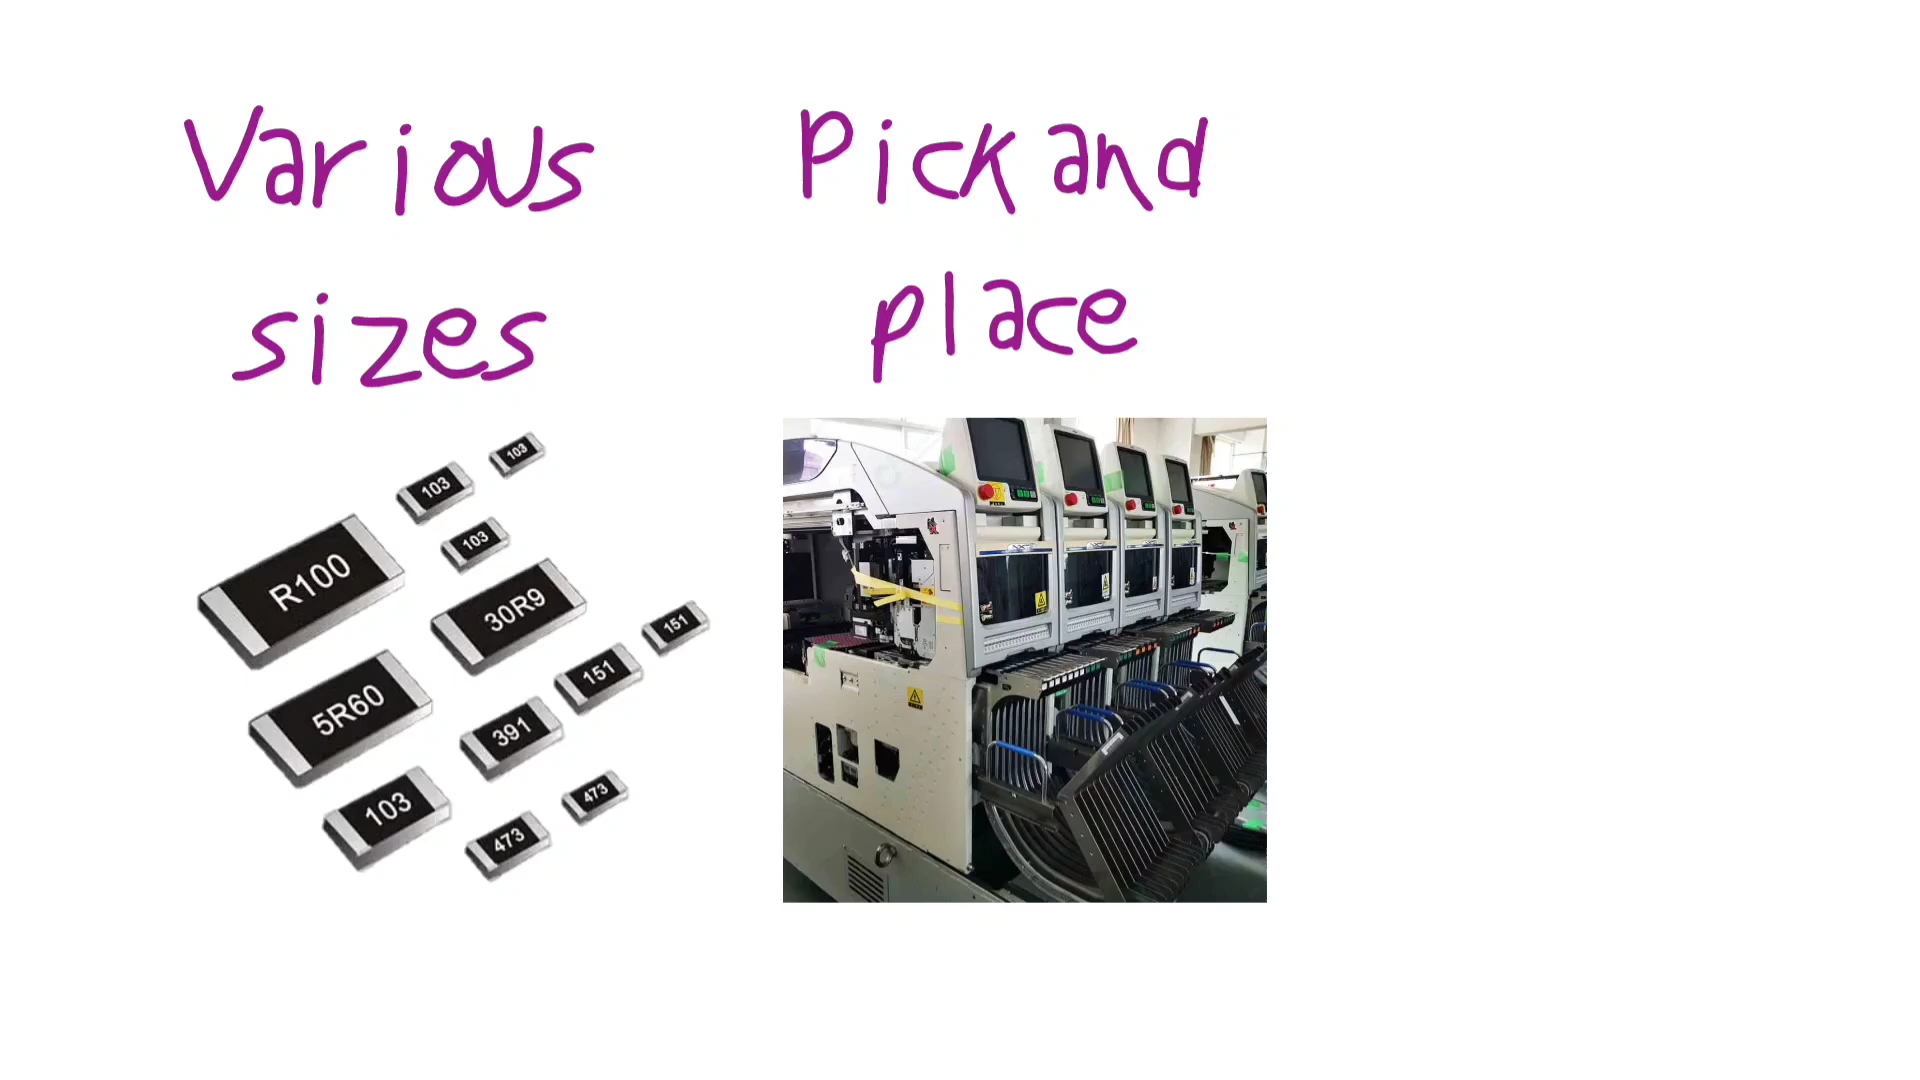 Various
sizes
Pick and
place
103
103
103
R100
30R9
151
151
5R60
391
103
473
473